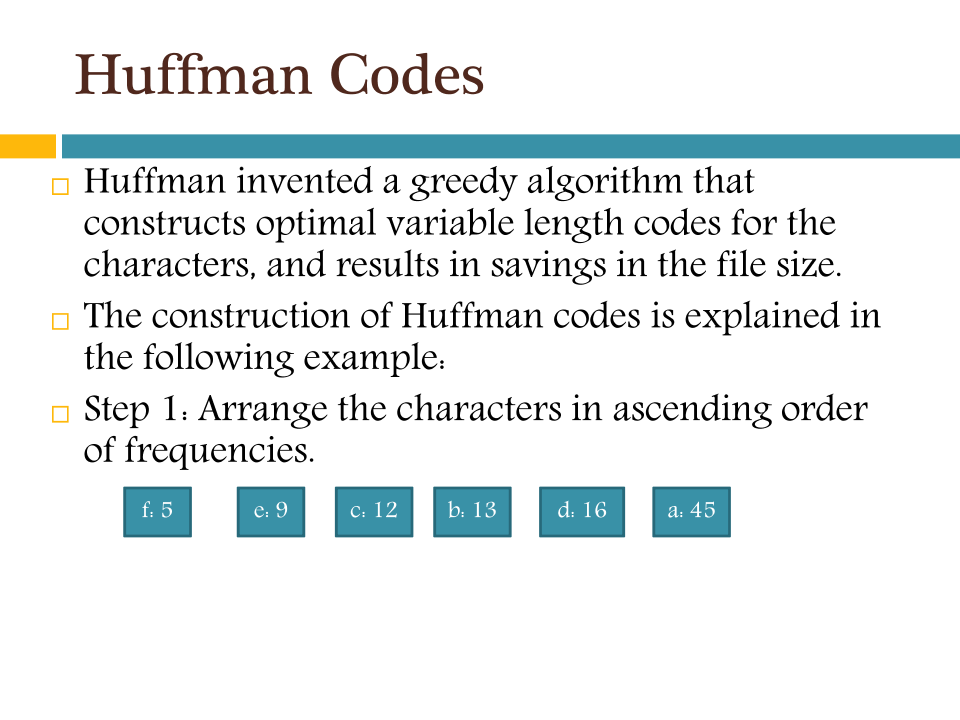 Huffman Codes
Huffman invented a greedy algorithm that
constructs optimal variable length codes for the
characters, and results in savings in the file size.
The construction of Huffman codes is explained in
the following example:
Step 1: Arrange the characters in ascending order
of frequencies.
f: 5 e: 9 c: 12 b: 13 d: 16 a: 45